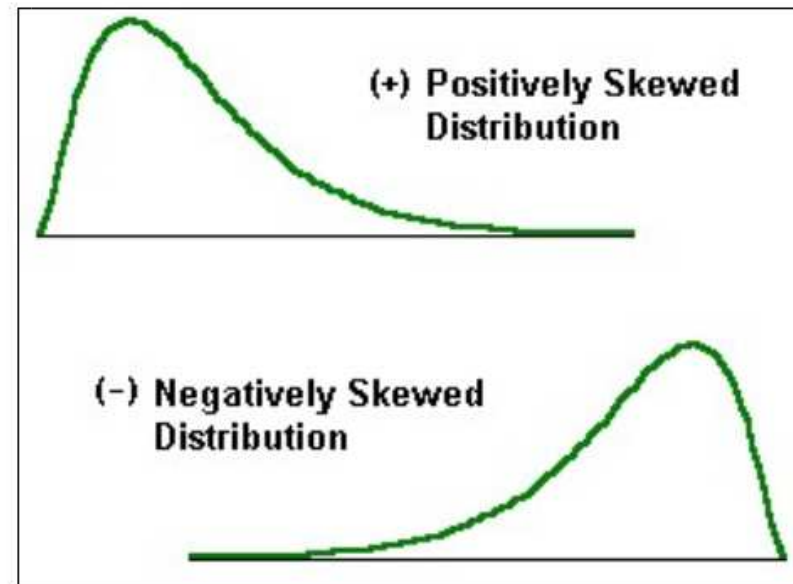 (+) Positively Skewed
Distribution
(-) Negatively Skewed
Distribution